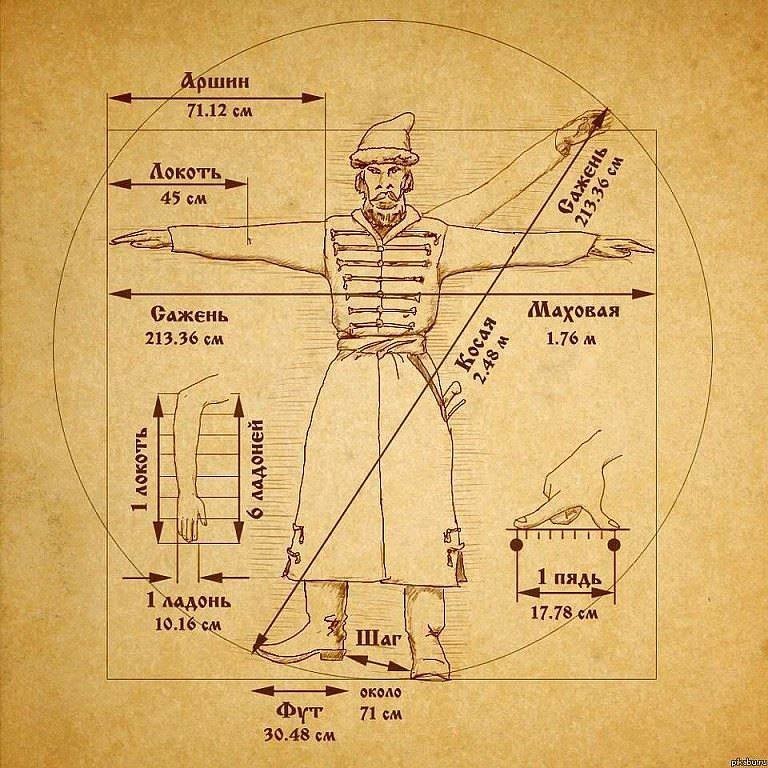 Аршин
71.12 см
Локоть
45 см
Сажень
213.36 см
Сажень
213.36 см
Маховая
1.76 м
Косая
2.48 м
1 локоть
6 ладоней
1 ладонь
10.16 см
1 пядь
17.78 см
Шаг
около
71 см
Фут
30.48 см
pikabu.ru